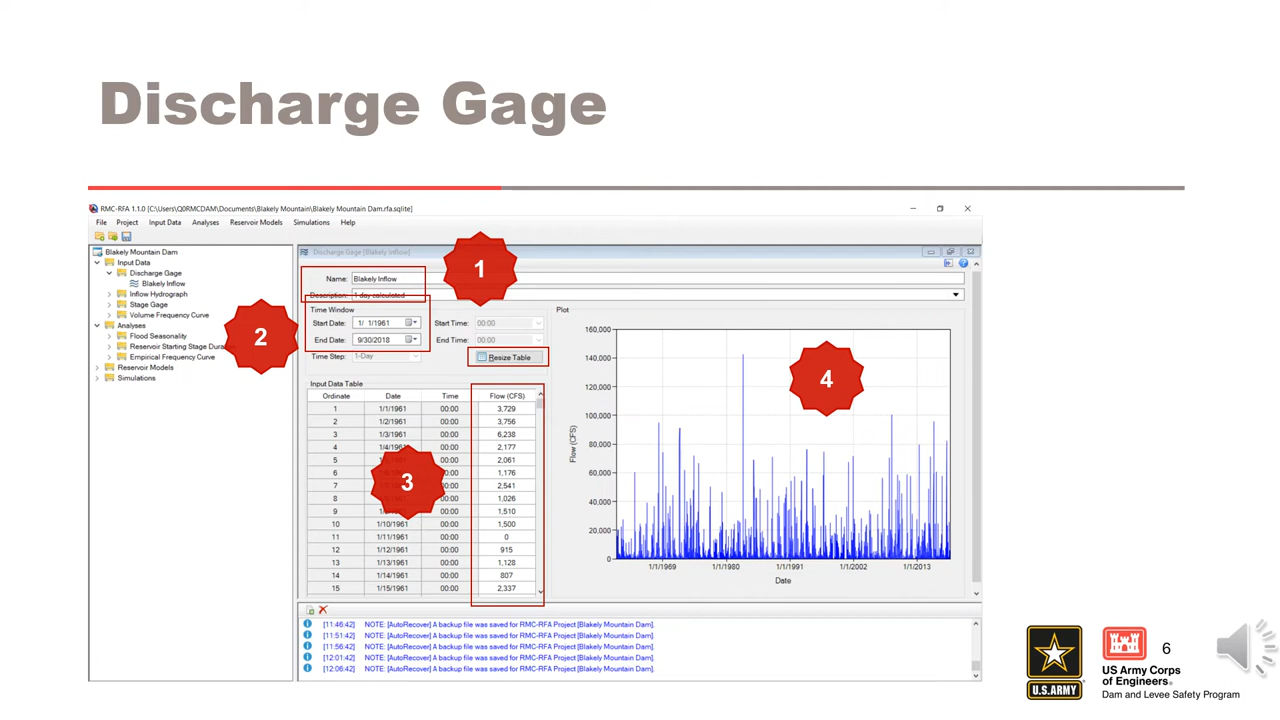 Discharge Gage
RMC-RFA 1.1.0 [C:\Users\Q0RMCDAM\Documents\Blakely Mountain\Blakely Mountain Dam.rfa.sqlite]
File Project Input Data Analyses Reservoir Models Simulations Help
Blakely Mountain Dam
Input Data
Discharge Gage
Blakely Inflow
Inflow Hydrograph
Stage Gage
Volume Frequency Curve
Analyses
Flood Seasonality
Reservoir Starting Stage
Empirical Frequency Curve
Reservoir Models
Simulations
Discharge Gage [Blakely Inflow]
1
2
3
4
Name: Blakely Inflow
Description: 1 day calculated
Time Window
Start Date: 1/ 1/1961 Start Time: 00:00
End Date: 9/30/2018 End Time: 00:00
Time Step: 1-Day Resize Table
Input Data Table
Ordinate Date Time Flow (CFS)
1 1/1/1961 00:00 3,729
2 1/2/1961 00:00 3,756
3 1/3/1961 00:00 6,238
4 1/4/1961 00:00 2,177
5 00:00 2,061
6 00:00 1,176
7 00:00 2,541
8 00:00 1,026
9 00:00 1,510
10 1/10/1961 00:00 1,500
11 1/11/1961 00:00 0
12 1/12/1961 00:00 915
13 1/13/1961 00:00 1,128
14 1/14/1961 00:00 807
15 1/15/1961 00:00 2,337
Plot
160,000
140,000
120,000
100,000
80,000
60,000
40,000
20,000
0
Flow (CFS)
1/1/1969 1/1/1980 1/1/1991 1/1/2002 1/1/2013
Date
[11:46:42] NOTE: [AutoRecover] A backup file was saved for RMC-RFA Project [Blakely Mountain Dam].
[11:51:42] NOTE: [AutoRecover] A backup file was saved for RMC-RFA Project [Blakely Mountain Dam].
[11:56:42] NOTE: [AutoRecover] A backup file was saved for RMC-RFA Project [Blakely Mountain Dam].
[12:01:42] NOTE: [AutoRecover] A backup file was saved for RMC-RFA Project [Blakely Mountain Dam].
[12:06:42] NOTE: [AutoRecover] A backup file was saved for RMC-RFA Project [Blakely Mountain Dam].
U.S.ARMY
US Army Corps
of Engineers®
Dam and Levee Safety Program
6